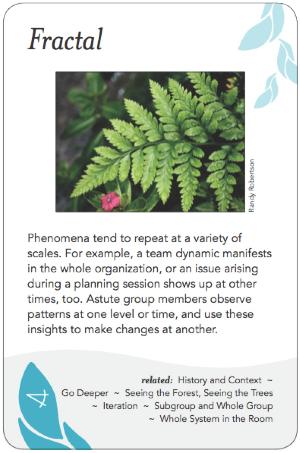 Fractal
Randy Robertson
Phenomena tend to repeat at a variety of
scales. For example, a team dynamic manifests
in the whole organization, or an issue arising
during a planning session shows up at other
times, too. Astute group members observe
patterns at one level or time, and use these
insights to make changes at another.
related: History and Context ~
Go Deeper ~ Seeing the Forest, Seeing the Trees
~ Iteration ~ Subgroup and Whole Group
~ Whole System in the Room